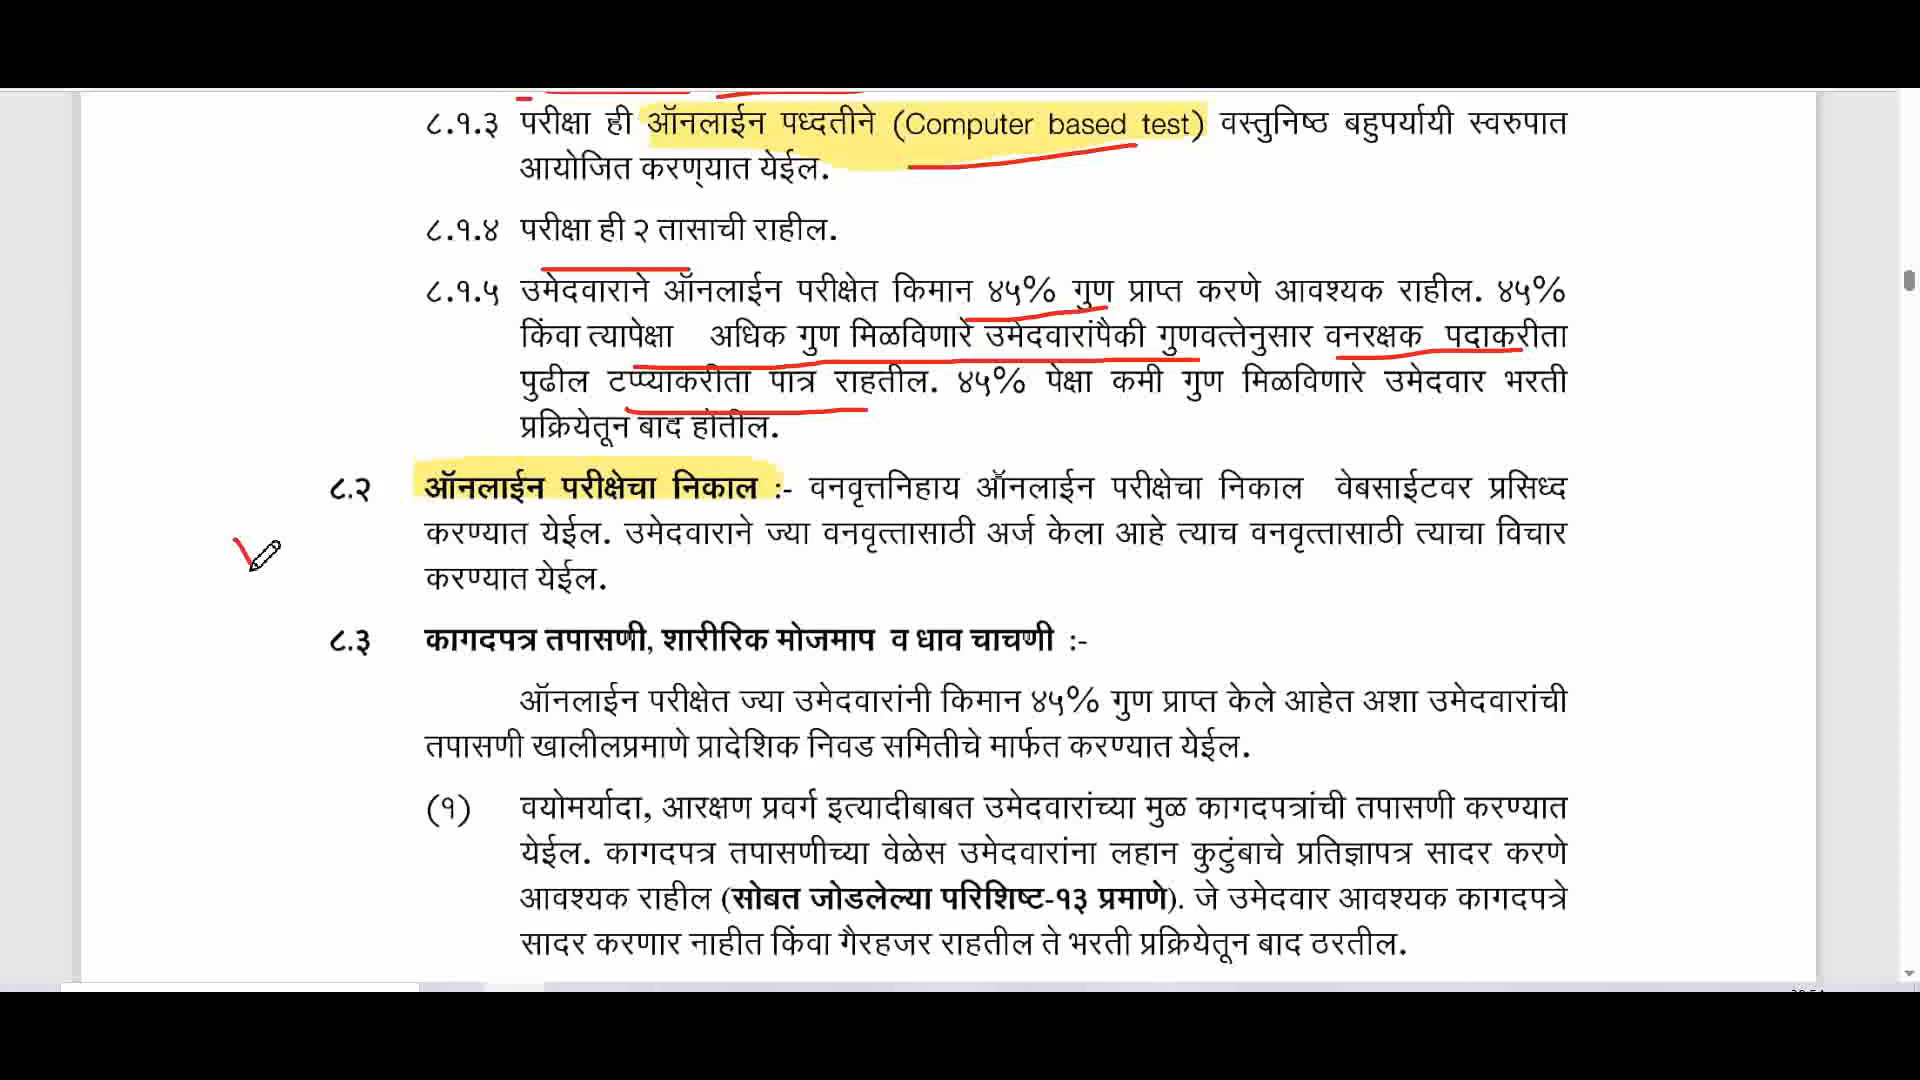 ८.१.३ परीक्षा ही ऑनलाईन पध्दतीने (Computer based test) वस्तुनिष्ठ बहुपर्यायी स्वरुपात
आयोजित करण्यात येईल.
८.१.४ परीक्षा ही २ तासाची राहील.
८.१.५ उमेदवाराने ऑनलाईन परीक्षेत किमान ४५% गुण प्राप्त करणे आवश्यक राहील. ४५%
किंवा त्यापेक्षा अधिक गुण मिळविणारे उमेदवारांपैकी गुणवत्तेनुसार वनरक्षक पदाकरीता
पुढील टप्प्याकरीता पात्र राहतील. ४५% पेक्षा कमी गुण मिळविणारे उमेदवार भरती
प्रक्रियेतून बाद होतील.
८.२ ऑनलाईन परीक्षेचा निकाल :- वनवृत्तनिहाय ऑनलाईन परीक्षेचा निकाल वेबसाईटवर प्रसिध्द
करण्यात येईल. उमेदवाराने ज्या वनवृत्तासाठी अर्ज केला आहे त्याच वनवृत्तासाठी त्याचा विचार
करण्यात येईल.
८.३ कागदपत्र तपासणी, शारीरिक मोजमाप व धाव चाचणी :-
ऑनलाईन परीक्षेत ज्या उमेदवारांनी किमान ४५% गुण प्राप्त केले आहेत अशा उमेदवारांची
तपासणी खालीलप्रमाणे प्रादेशिक निवड समितीचे मार्फत करण्यात येईल.
(१) वयोमर्यादा, आरक्षण प्रवर्ग इत्यादीबाबत उमेदवारांच्या मुळ कागदपत्रांची तपासणी करण्यात
येईल. कागदपत्र तपासणीच्या वेळेस उमेदवारांना लहान कुटुंबाचे प्रतिज्ञापत्र सादर करणे
आवश्यक राहील (सोबत जोडलेल्या परिशिष्ट-१३ प्रमाणे). जे उमेदवार आवश्यक कागदपत्रे
सादर करणार नाहीत किंवा गैरहजर राहतील ते भरती प्रक्रियेतून बाद ठरतील.